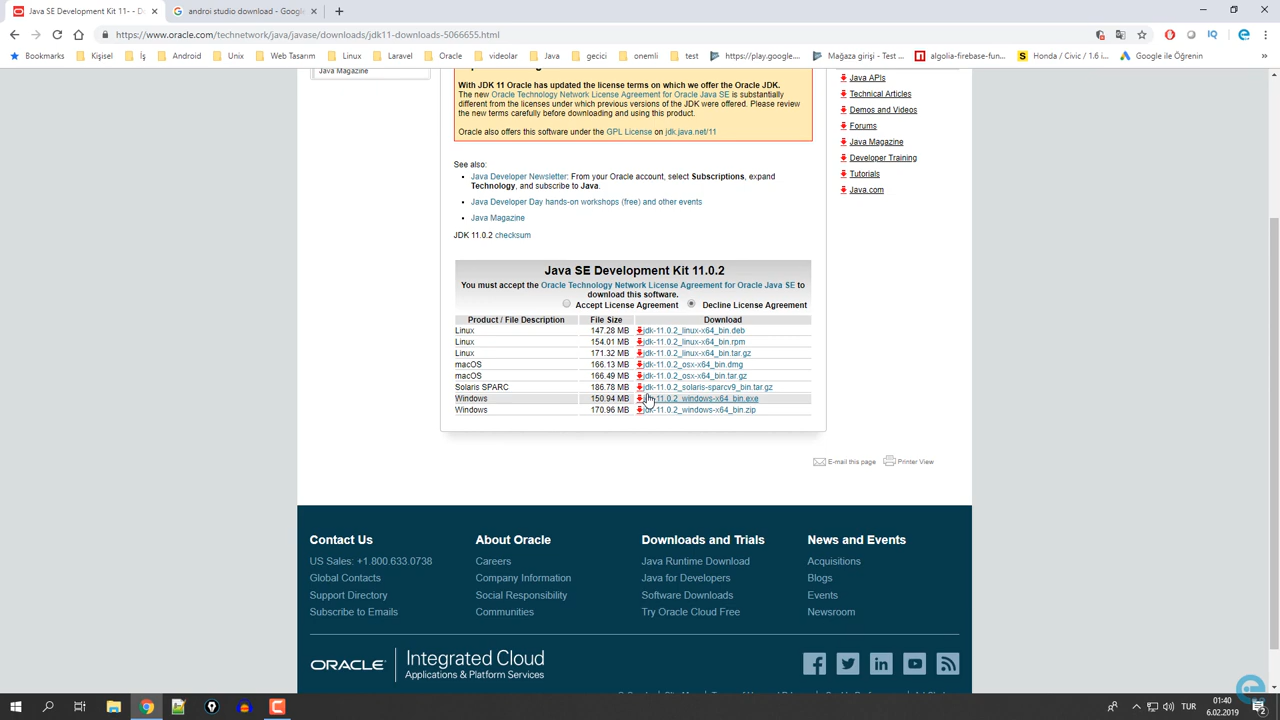 Java SE Development Kit 11- Do
android studio download - Google
https://www.oracle.com/technetwork/java/javase/downloads/jdk11-downloads-5066655.html
Bookmarks
Kişisel
İş
Android
Unix
Web Tasarım
Linux
Laravel
Oracle
videolar
Java
gecici
onemli
test
https://play.google....
Mağaza girişi - Test ...
algolia-firebase-fun...
Honda / Civic / 1.6 i...
Google ile Öğrenin
Java Magazine
With JDK 11 Oracle has updated the license terms on which we offer the Oracle JDK.
The new Oracle Technology Network License Agreement for Oracle Java SE is substantially
different from the licenses under which previous versions of the JDK were offered. Please review
the new terms carefully before downloading and using this product.
Oracle also offers this software under the GPL License on jdk.java.net/11
See also:
Java Developer Newsletter: From your Oracle account, select Subscriptions, expand
Technology, and subscribe to Java.
Java Developer Day hands-on workshops (free) and other events
Java Magazine
JDK 11.0.2 checksum
Java SE Development Kit 11.0.2
You must accept the Oracle Technology Network License Agreement for Oracle Java SE to
download this software.
Accept License Agreement Decline License Agreement
Product / File Description File Size Download
Linux 147.28 MB jdk-11.0.2_linux-x64_bin.deb
Linux 154.01 MB jdk-11.0.2_linux-x64_bin.rpm
Linux 171.32 MB jdk-11.0.2_linux-x64_bin.tar.gz
macOS 166.13 MB jdk-11.0.2_osx-x64_bin.dmg
macOS 166.49 MB jdk-11.0.2_osx-x64_bin.tar.gz
Solaris SPARC 186.78 MB jdk-11.0.2_solaris-sparcv9_bin.tar.gz
Windows 150.94 MB 11.0.2_windows-x64_bin.exe
Windows 170.96 MB jdk-11.0.2_windows-x64_bin.zip
Java APIs
Technical Articles
Demos and Videos
Forums
Java Magazine
Developer Training
Tutorials
Java.com
E-mail this page
Printer View
Contact Us
US Sales: +1.800.633.0738
Global Contacts
Support Directory
Subscribe to Emails
About Oracle
Careers
Company Information
Social Responsibility
Communities
Downloads and Trials
Java Runtime Download
Java for Developers
Software Downloads
Try Oracle Cloud Free
News and Events
Acquisitions
Blogs
Events
Newsroom
ORACLE
Integrated Cloud
Applications & Platform Services
TUR
01:40
6.02.2019